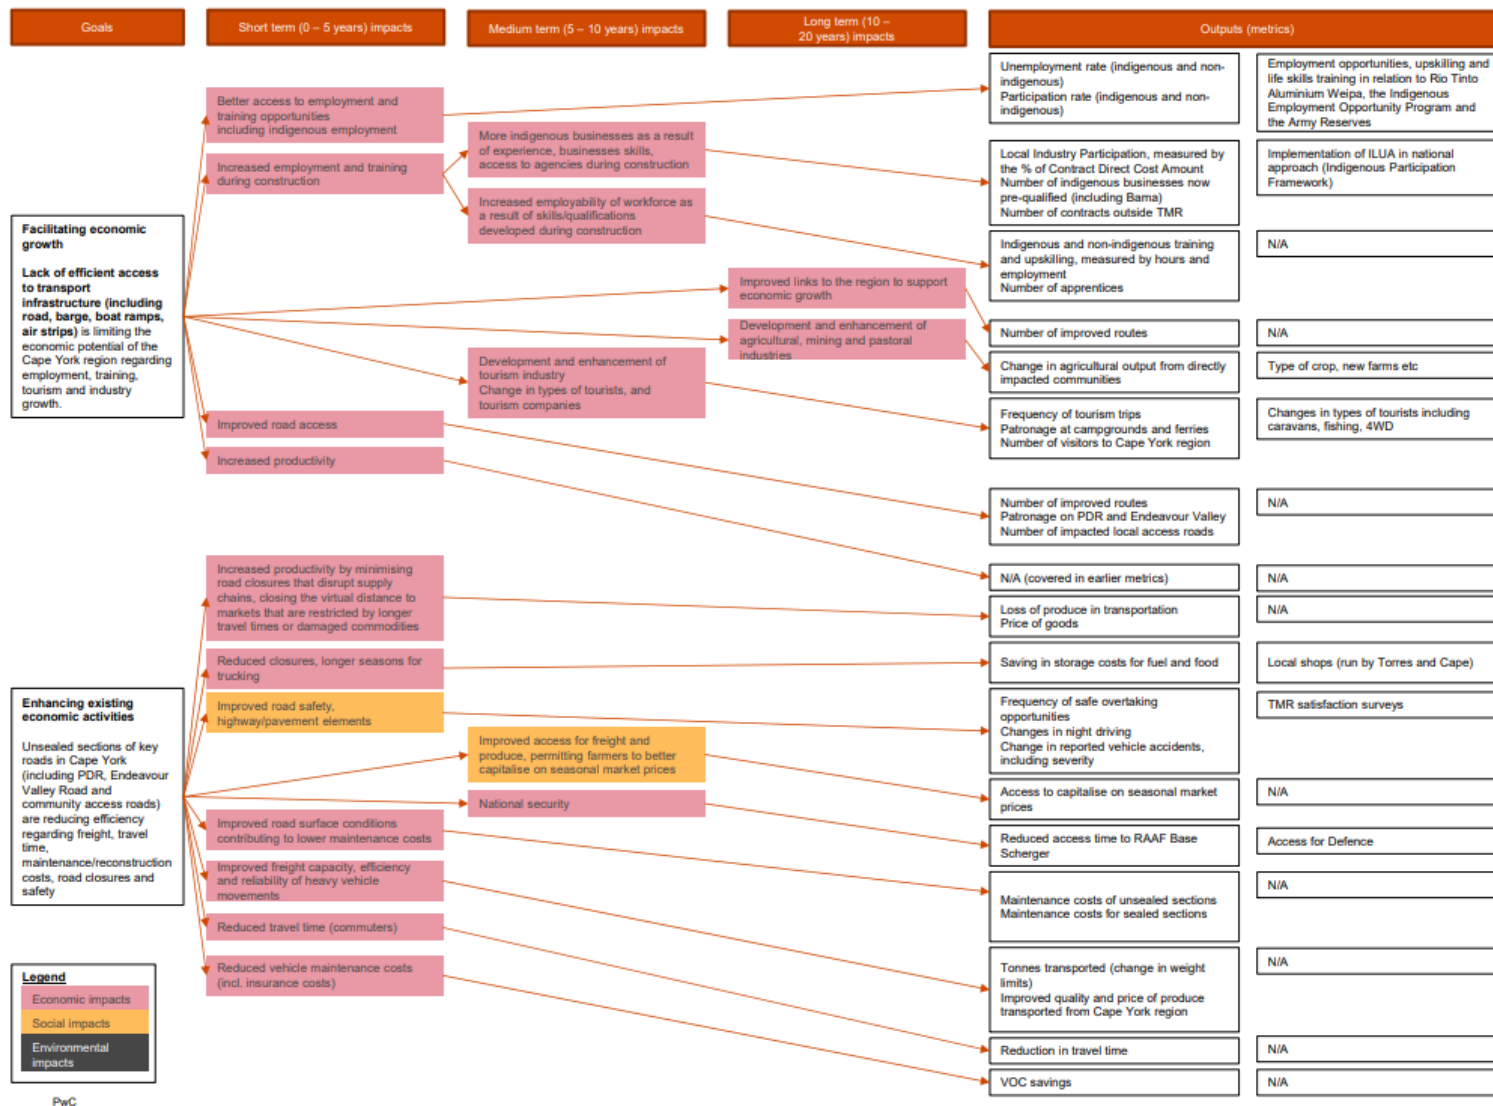 Goals
Short term (0 – 5 years) impacts
Medium term (5 – 10 years) impacts
Long term (10 –
20 years) impacts
Outputs (metrics)
Facilitating economic
growth
Lack of efficient access
to transport
infrastructure (including
road, barge, boat ramps,
air strips) is limiting the
economic potential of the
Cape York region regarding
employment, training,
tourism and industry
growth.
Better access to employment and
training opportunities
including indigenous employment
Increased employment and training
during construction
More indigenous businesses as a result
of experience, businesses skills,
access to agencies during construction
Increased employability of workforce as
a result of skills/qualifications
developed during construction
Improved links to the region to support
economic growth
Development and enhancement of
agricultural, mining and pastoral
industries
Development and enhancement of
tourism industry
Change in types of tourists, and
tourism companies
Improved road access
Increased productivity
Unemployment rate (indigenous and non-
indigenous)
Participation rate (indigenous and non-
indigenous)
Employment opportunities, upskilling and
life skills training in relation to Rio Tinto
Aluminium Weipa, the Indigenous
Employment Opportunity Program and
the Army Reserves
Local Industry Participation, measured by
the % of Contract Direct Cost Amount
Number of indigenous businesses now
pre-qualified (including Bama)
Number of contracts outside TMR
Implementation of ILUA in national
approach (Indigenous Participation
Framework)
Indigenous and non-indigenous training
and upskilling, measured by hours and
employment
Number of apprentices
N/A
Number of improved routes
N/A
Change in agricultural output from directly
impacted communities
Type of crop, new farms etc
Frequency of tourism trips
Patronage at campgrounds and ferries
Number of visitors to Cape York region
Changes in types of tourists including
caravans, fishing, 4WD
Number of improved routes
Patronage on PDR and Endeavour Valley
Number of impacted local access roads
N/A
N/A (covered in earlier metrics)
N/A
Enhancing existing
economic activities
Unsealed sections of key
roads in Cape York
(including PDR, Endeavour
Valley Road and
community access roads)
are reducing efficiency
regarding freight, travel
time,
maintenance/reconstruction
costs, road closures and
safety
Increased productivity by minimising
road closures that disrupt supply
chains, closing the virtual distance to
markets that are restricted by longer
travel times or damaged commodities
Reduced closures, longer seasons for
trucking
Improved road safety,
highway/pavement elements
Improved access for freight and
produce, permitting farmers to better
capitalise on seasonal market prices
National security
Improved road surface conditions
contributing to lower maintenance costs
Improved freight capacity, efficiency
and reliability of heavy vehicle
movements
Reduced travel time (commuters)
Reduced vehicle maintenance costs
(incl. insurance costs)
Loss of produce in transportation
Price of goods
N/A
Saving in storage costs for fuel and food
Local shops (run by Torres and Cape)
Frequency of safe overtaking
opportunities
Changes in night driving
Change in reported vehicle accidents,
including severity
TMR satisfaction surveys
Access to capitalise on seasonal market
prices
N/A
Reduced access time to RAAF Base
Scherger
Access for Defence
Maintenance costs of unsealed sections
Maintenance costs for sealed sections
N/A
Tonnes transported (change in weight
limits)
Improved quality and price of produce
transported from Cape York region
N/A
Reduction in travel time
N/A
VOC savings
N/A
Legend
Economic impacts
Social impacts
Environmental
impacts
PwC